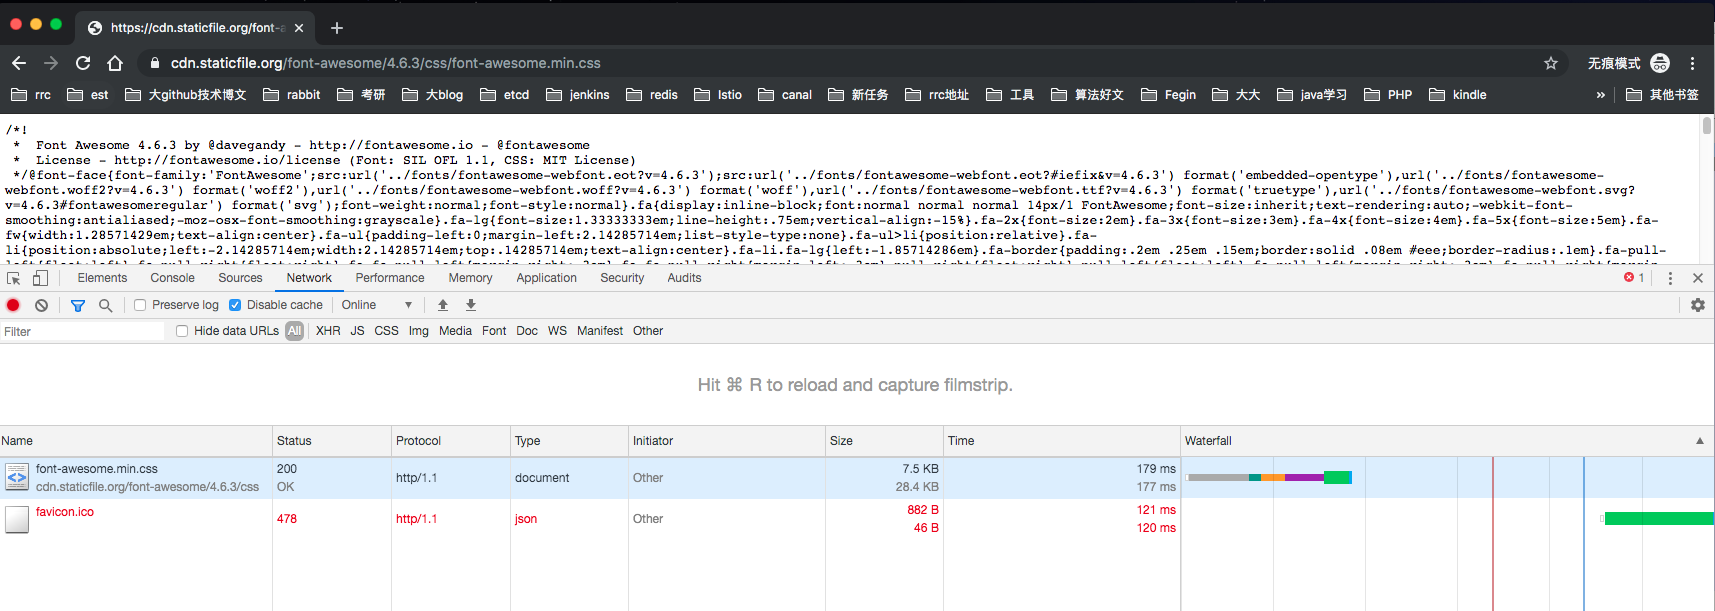 https://cdn.staticfile.org/font-a
cdn.staticfile.org/font-awesome/4.6.3/css/font-awesome.min.css
无痕模式
rrc est 大github技术博文 rabbit 考研 大blog etcd jenkins redis Istio canal 新任务 rrc地址 工具 算法好文 Fegin 大大 java学习 PHP kindle » 其他书签
/*!
 *  Font Awesome 4.6.3 by @davegandy - http://fontawesome.io - @fontawesome
 *  License - http://fontawesome.io/license (Font: SIL OFL 1.1, CSS: MIT License)
 */@font-face{font-family:'FontAwesome';src:url('../fonts/fontawesome-webfont.eot?v=4.6.3');src:url('../fonts/fontawesome-webfont.eot?#iefix&v=4.6.3') format('embedded-opentype'),url('../fonts/fontawesome-
webfont.woff2?v=4.6.3') format('woff2'),url('../fonts/fontawesome-webfont.woff?v=4.6.3') format('woff'),url('../fonts/fontawesome-webfont.ttf?v=4.6.3') format('truetype'),url('../fonts/fontawesome-webfont.svg?
v=4.6.3#fontawesomeregular') format('svg');font-weight:normal;font-style:normal}.fa{display:inline-block;font:normal normal normal 14px/1 FontAwesome;font-size:inherit;text-rendering:auto;-webkit-font-
smoothing:antialiased;-moz-osx-font-smoothing:grayscale}.fa-lg{font-size:1.33333333em;line-height:.75em;vertical-align:-15%}.fa-2x{font-size:2em}.fa-3x{font-size:3em}.fa-4x{font-size:4em}.fa-5x{font-size:5em}.fa-
fw{width:1.28571429em;text-align:center}.fa-ul{padding-left:0;margin-left:2.14285714em;list-style-type:none}.fa-ul>li{position:relative}.fa-
li{position:absolute;left:-2.14285714em;width:2.14285714em;top:.14285714em;text-align:center}.fa-li.fa-lg{left:-1.85714286em}.fa-border{padding:.2em .25em .15em;border:solid .08em #eee;border-radius:.1em}.fa-pull-
Elements Console Sources Network Performance Memory Application Security Audits 1
Preserve log Disable cache Online
Filter Hide data URLs All XHR JS CSS Img Media Font Doc WS Manifest Other
Hit ⌘ R to reload and capture filmstrip.
Name Status Protocol Type Initiator Size Time Waterfall
font-awesome.min.css 200 http/1.1 document Other 7.5 KB 179 ms
cdn.staticfile.org/font-awesome/4.6.3/css OK 28.4 KB 177 ms
favicon.ico 478 http/1.1 json Other 882 B 121 ms
46 B 120 ms